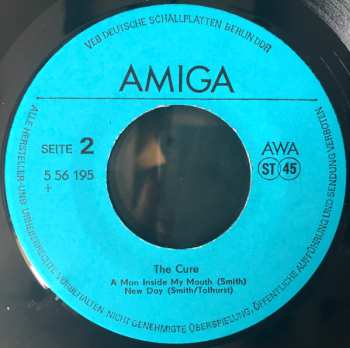 VEB DEUTSCHE SCHALLPLATTEN BERLIN DDR
AMIGA
SEITE 2
AWA
5 56 195
ST 45
+
The Cure
A Man Inside My Mouth (Smith)
New Day (Smith/Tolhurst)
ALLE HERSTELLER- UND URHEBERRECHTE VORBEHALTEN. NICHT GENEHMIGTE ÜBERSPIELUNG, ÖFFENTLICHE AUFFÜHRUNG UND SENDUNG VERBOTEN